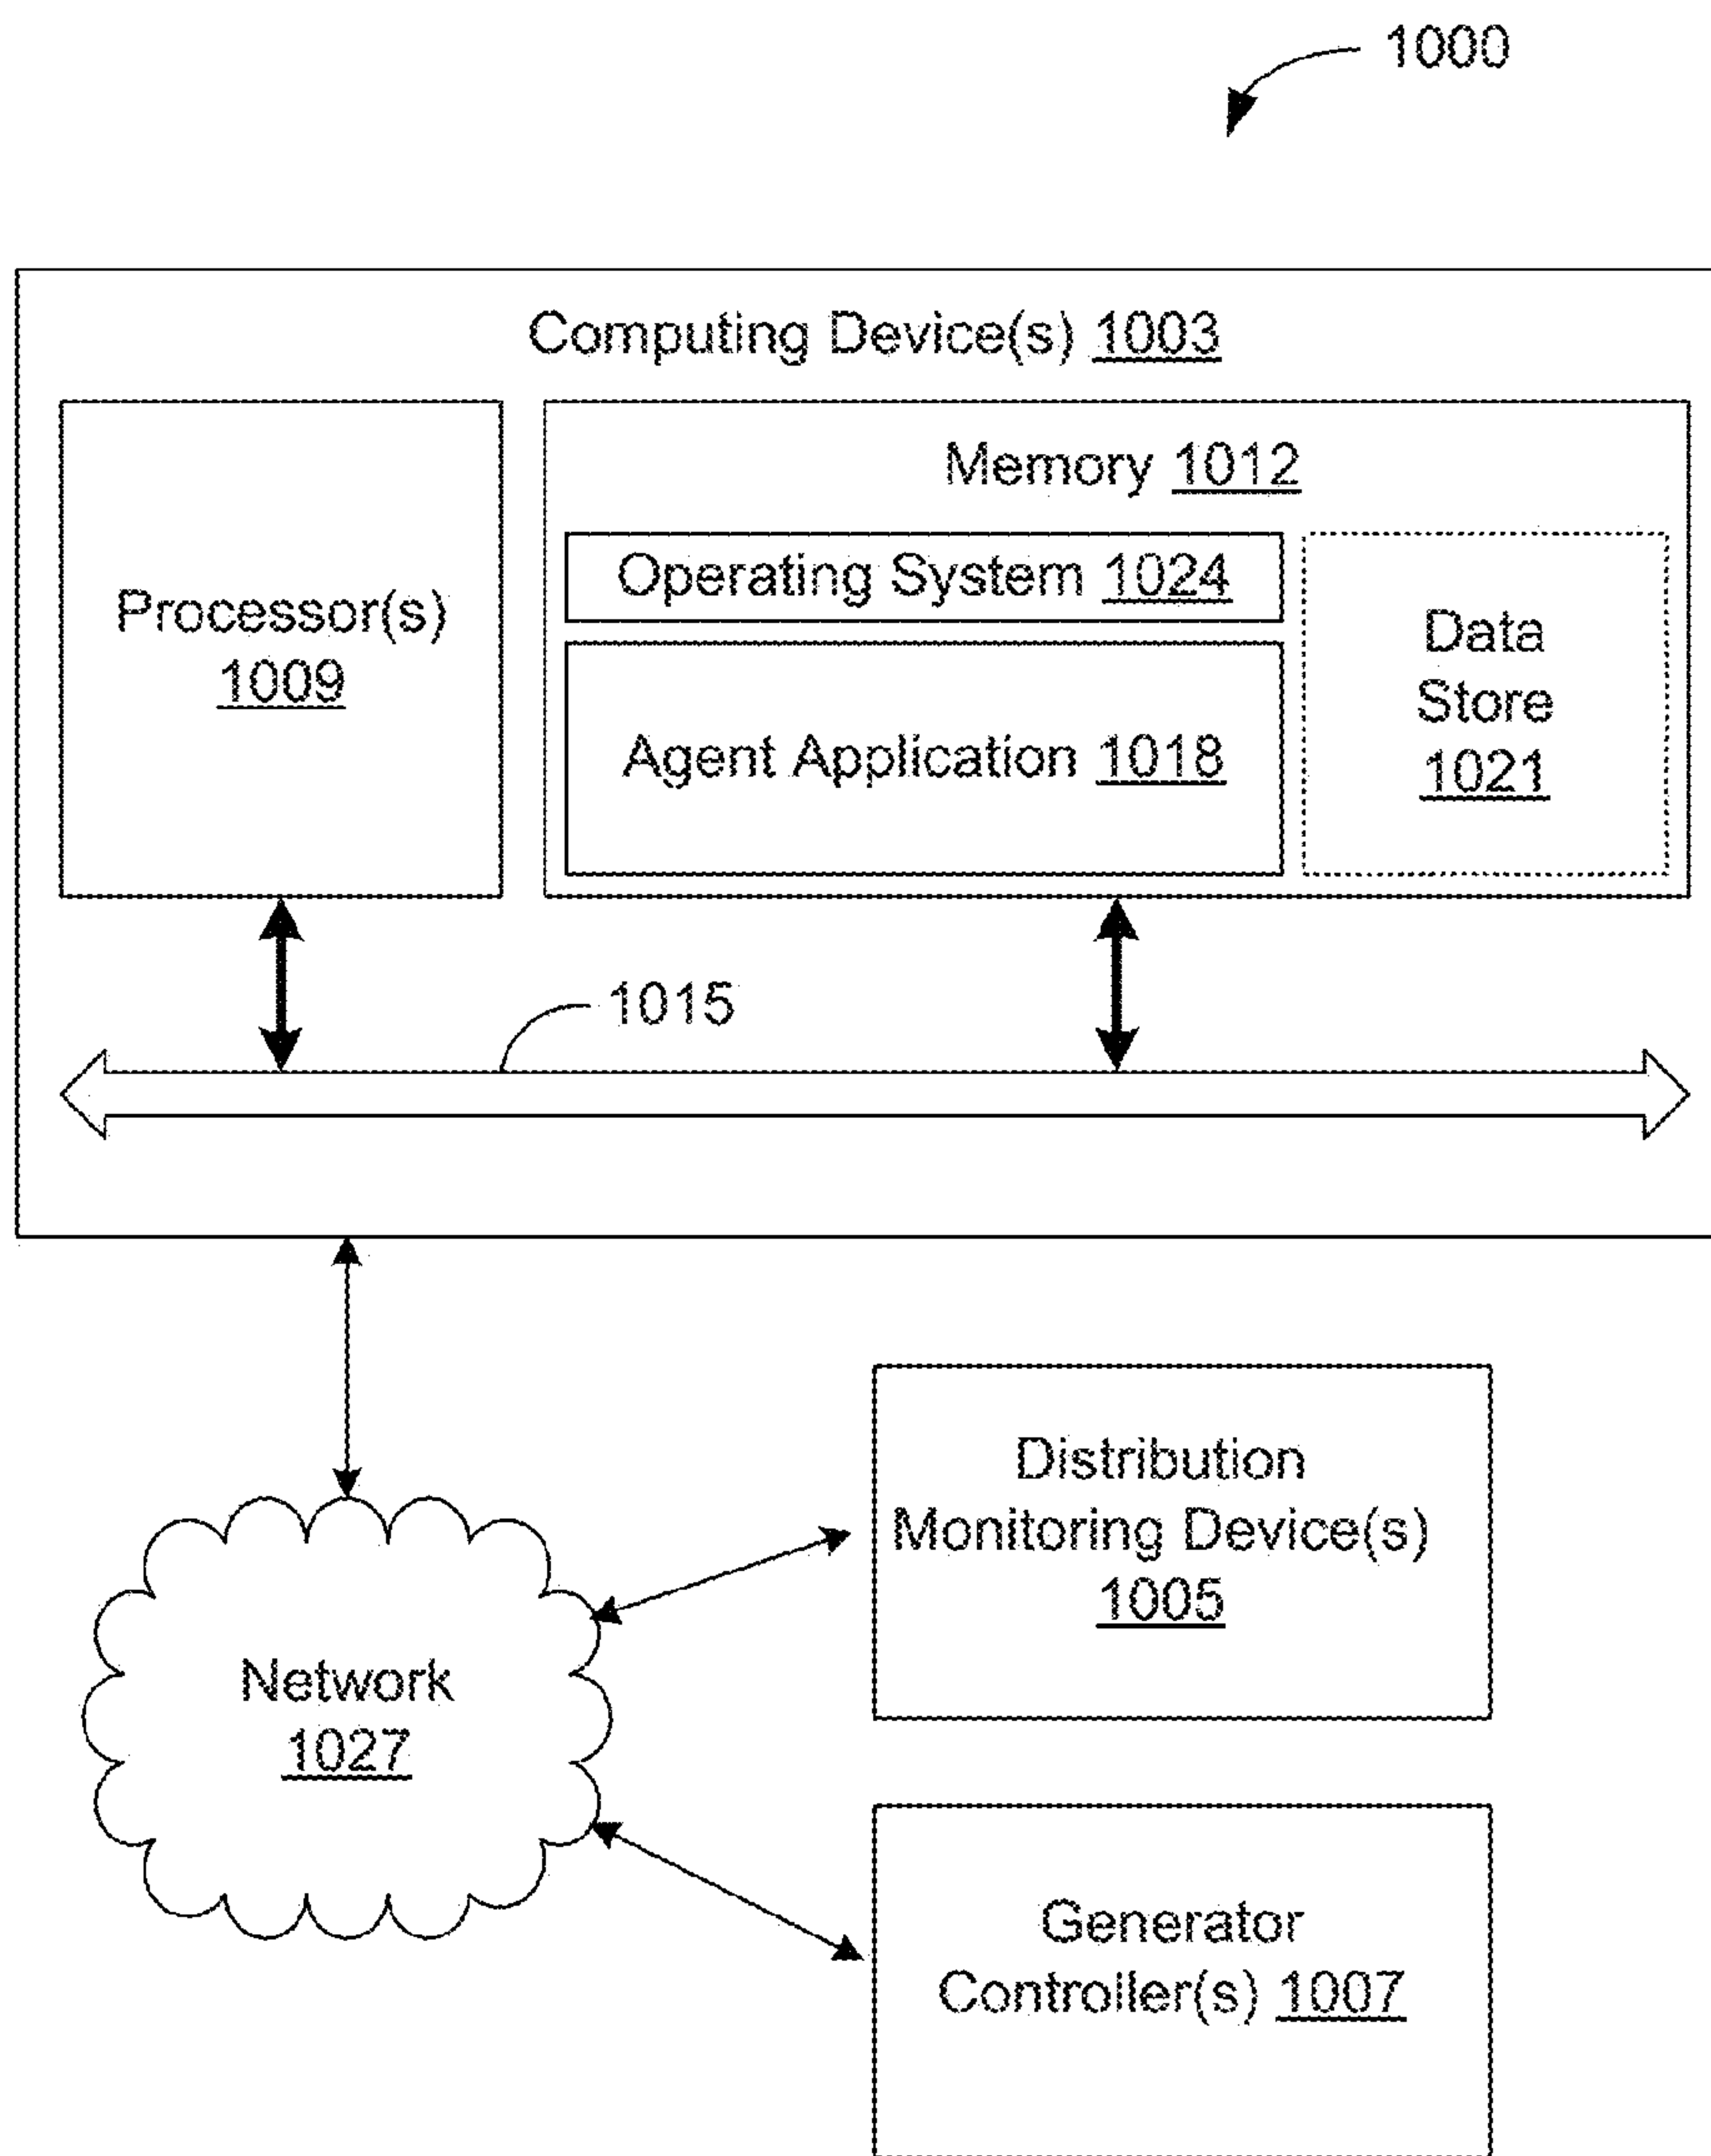 1000
Computing Device(s) 1003
Processor(s)
1009
Memory 1012
Operating System 1024
Agent Application 1018
Data
Store
1021
1015
Network
1027
Distribution
Monitoring Device(s)
1005
Generator
Controller(s) 1007